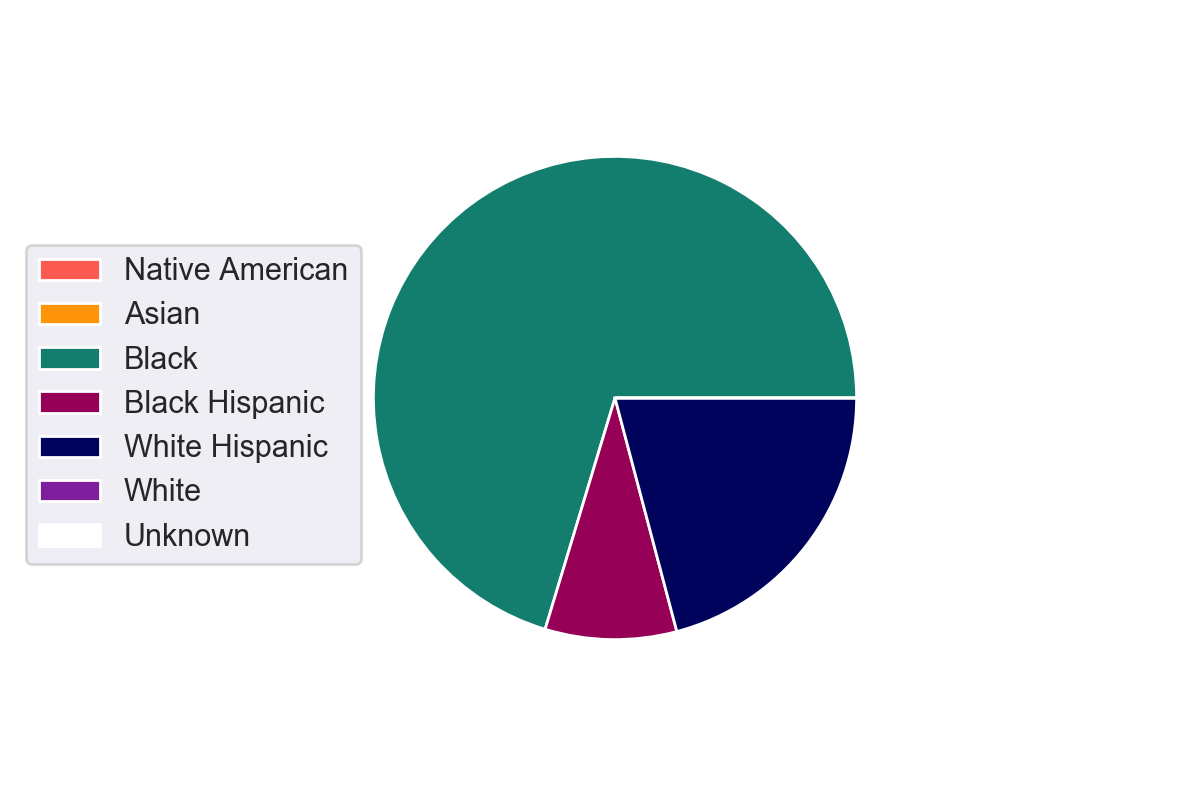 Native American
Asian
Black
Black Hispanic
White Hispanic
White
Unknown